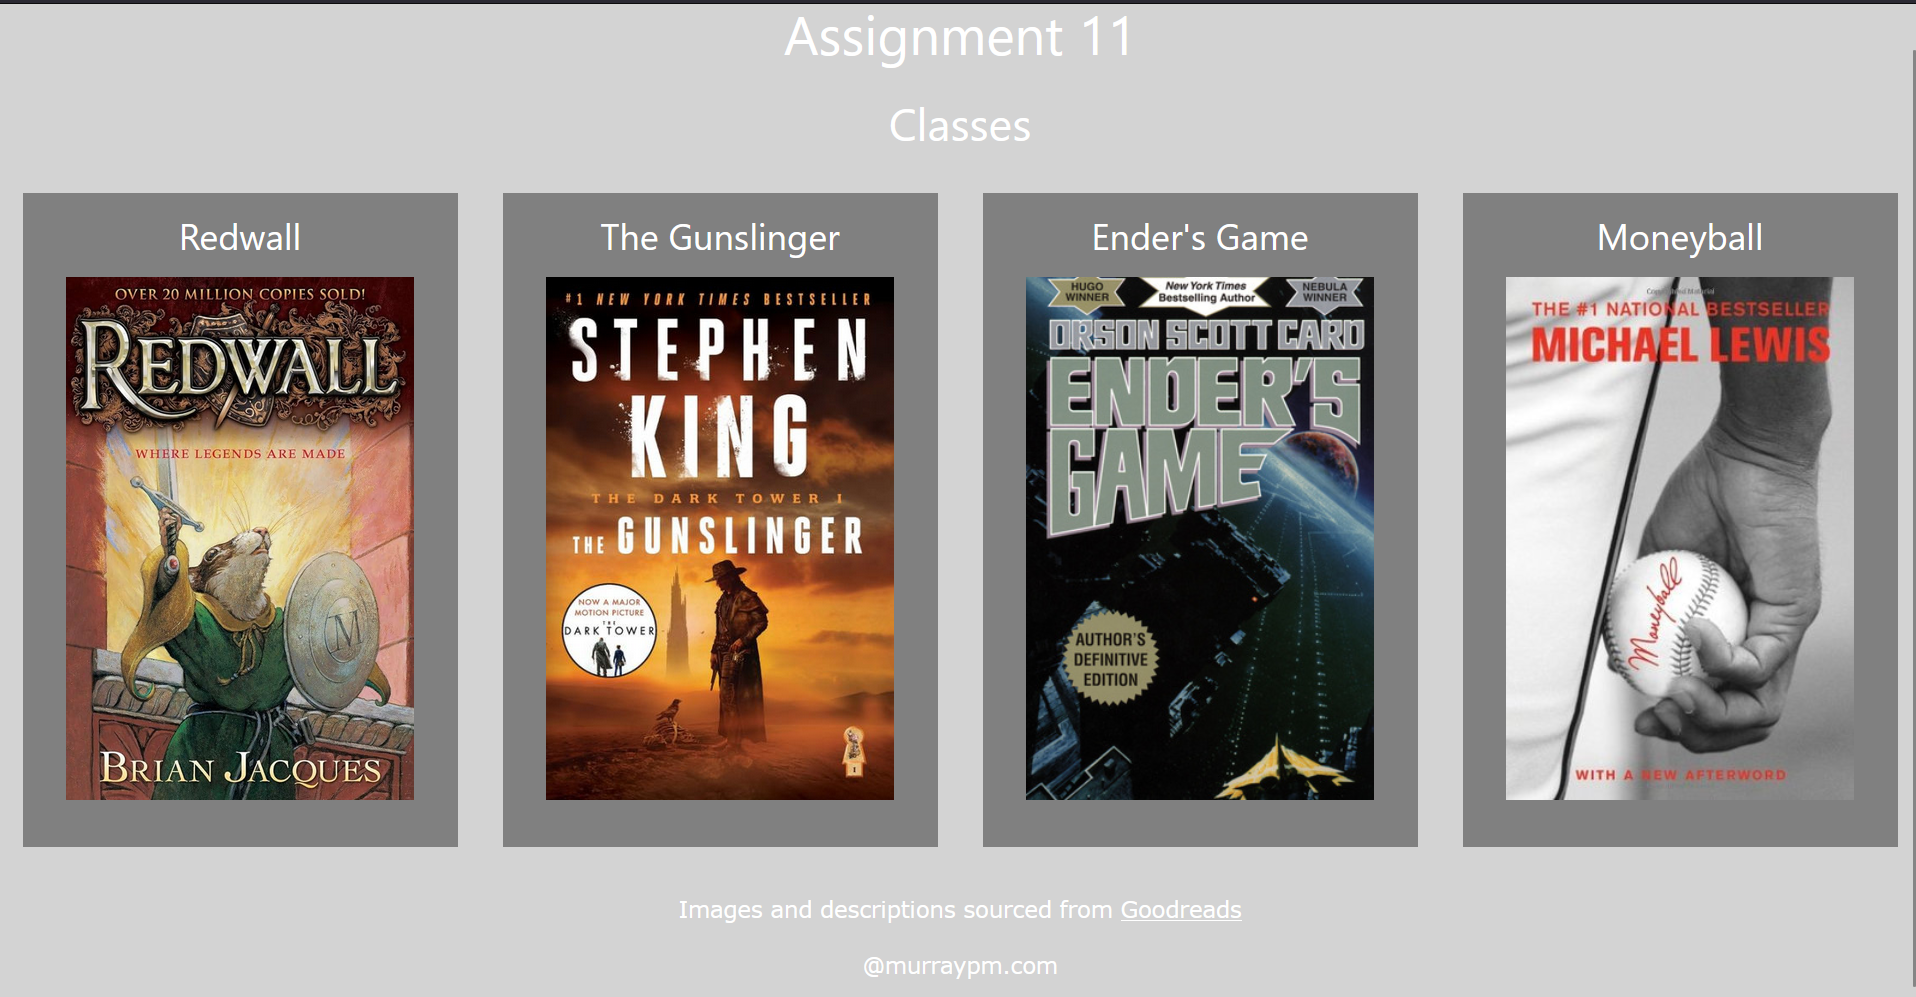 Assignment 11
Classes
Redwall
OVER 20 MILLION COPIES SOLD!
REDWALL
WHERE LEGENDS ARE MADE
M
BRIAN JACQUES
The Gunslinger
#1 NEW YORK TIMES BESTSELLER
STEPHEN
KING
THE DARK TOWER I
THE GUNSLINGER
NOW A MAJOR
MOTION PICTURE
THE
DARK TOWER
I
Ender's Game
HUGO
WINNER
New York Times
Bestselling Author
NEBULA
WINNER
ORSON SCOTT CARD
ENDER'S
GAME
AUTHOR'S
DEFINITIVE
EDITION
Moneyball
THE #1 NATIONAL BESTSELLER
MICHAEL LEWIS
Moneyball
WITH A NEW AFTERWORD
Images and descriptions sourced from Goodreads
@murraypm.com